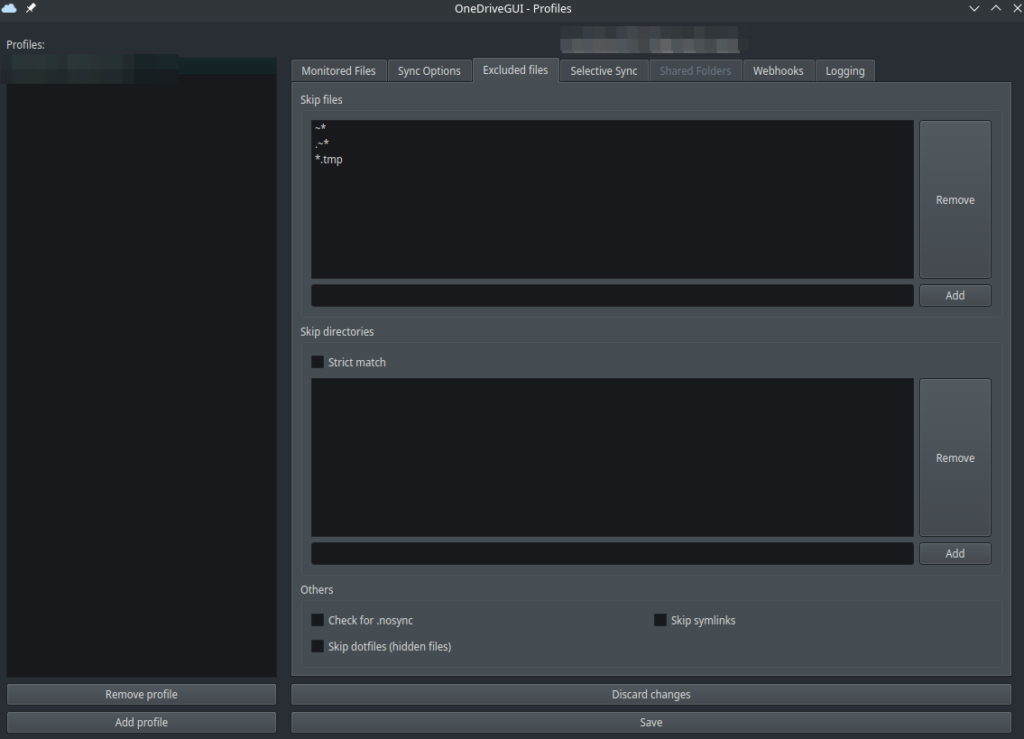 OneDriveGUI - Profiles
Profiles:
Monitored Files
Sync Options
Excluded files
Selective Sync
Shared Folders
Webhooks
Logging
Skip files
~*
.~*
*.tmp
Remove
Add
Skip directories
Strict match
Remove
Add
Others
Check for .nosync
Skip symlinks
Skip dotfiles (hidden files)
Remove profile
Discard changes
Add profile
Save